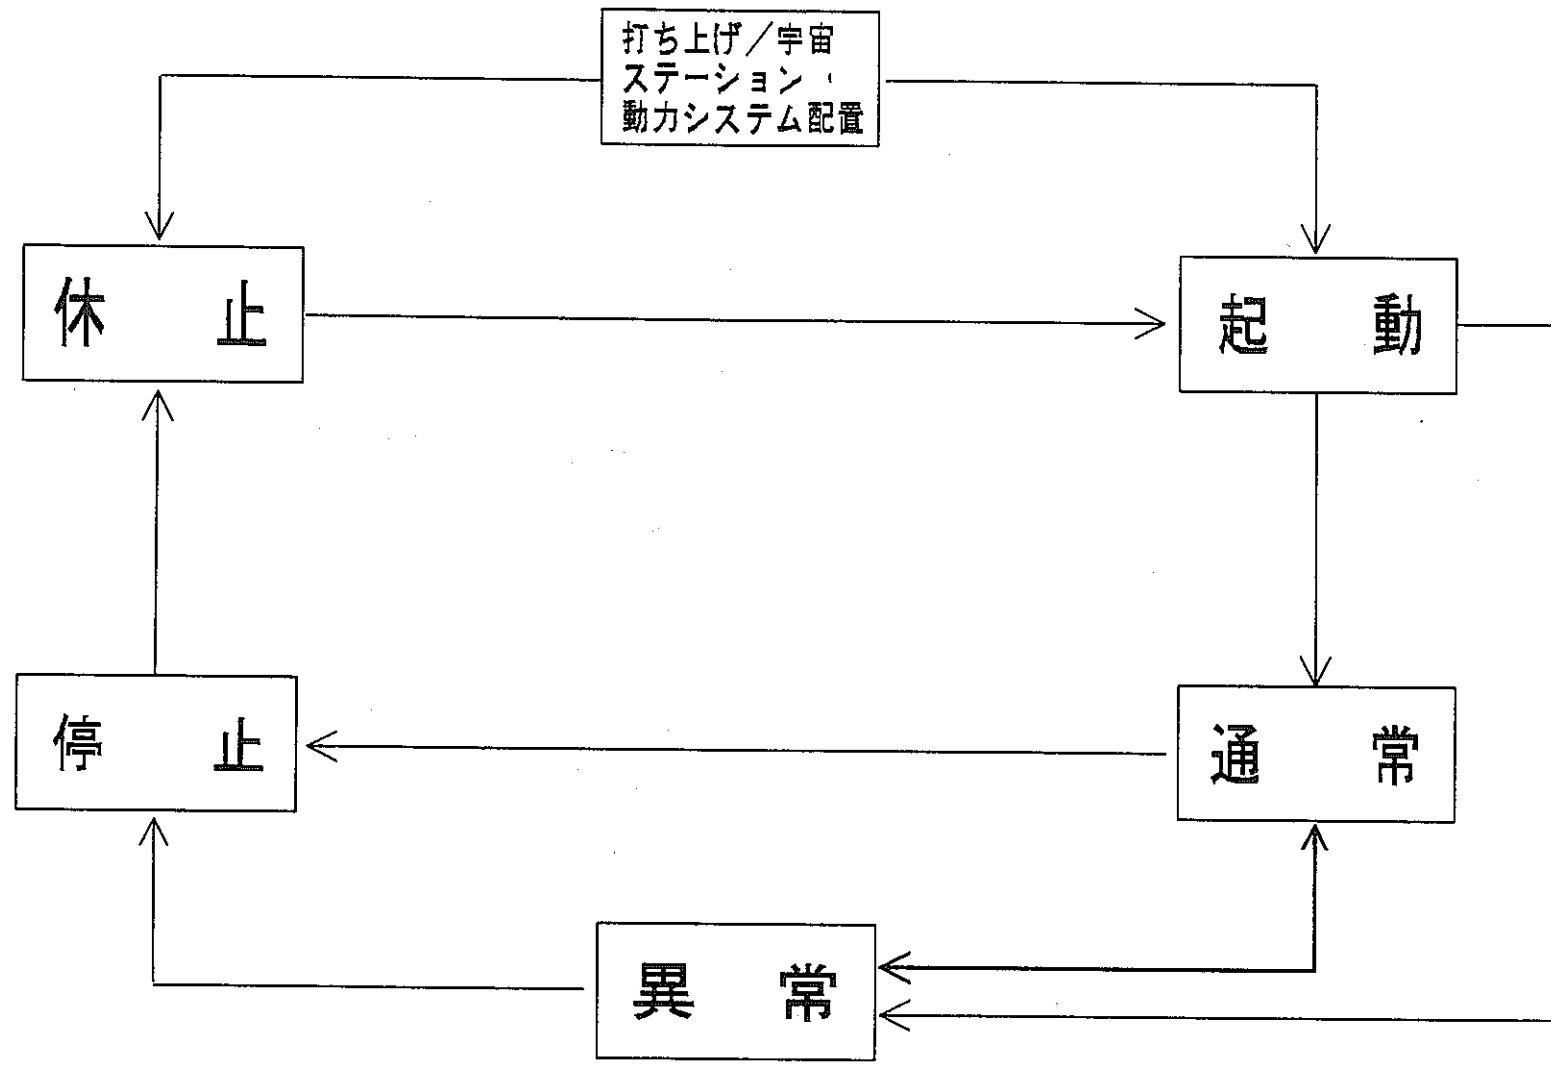 打ち上げ／宇宙
ステーション・
動力システム配置
休 止
起 動
停 止
通 常
異 常